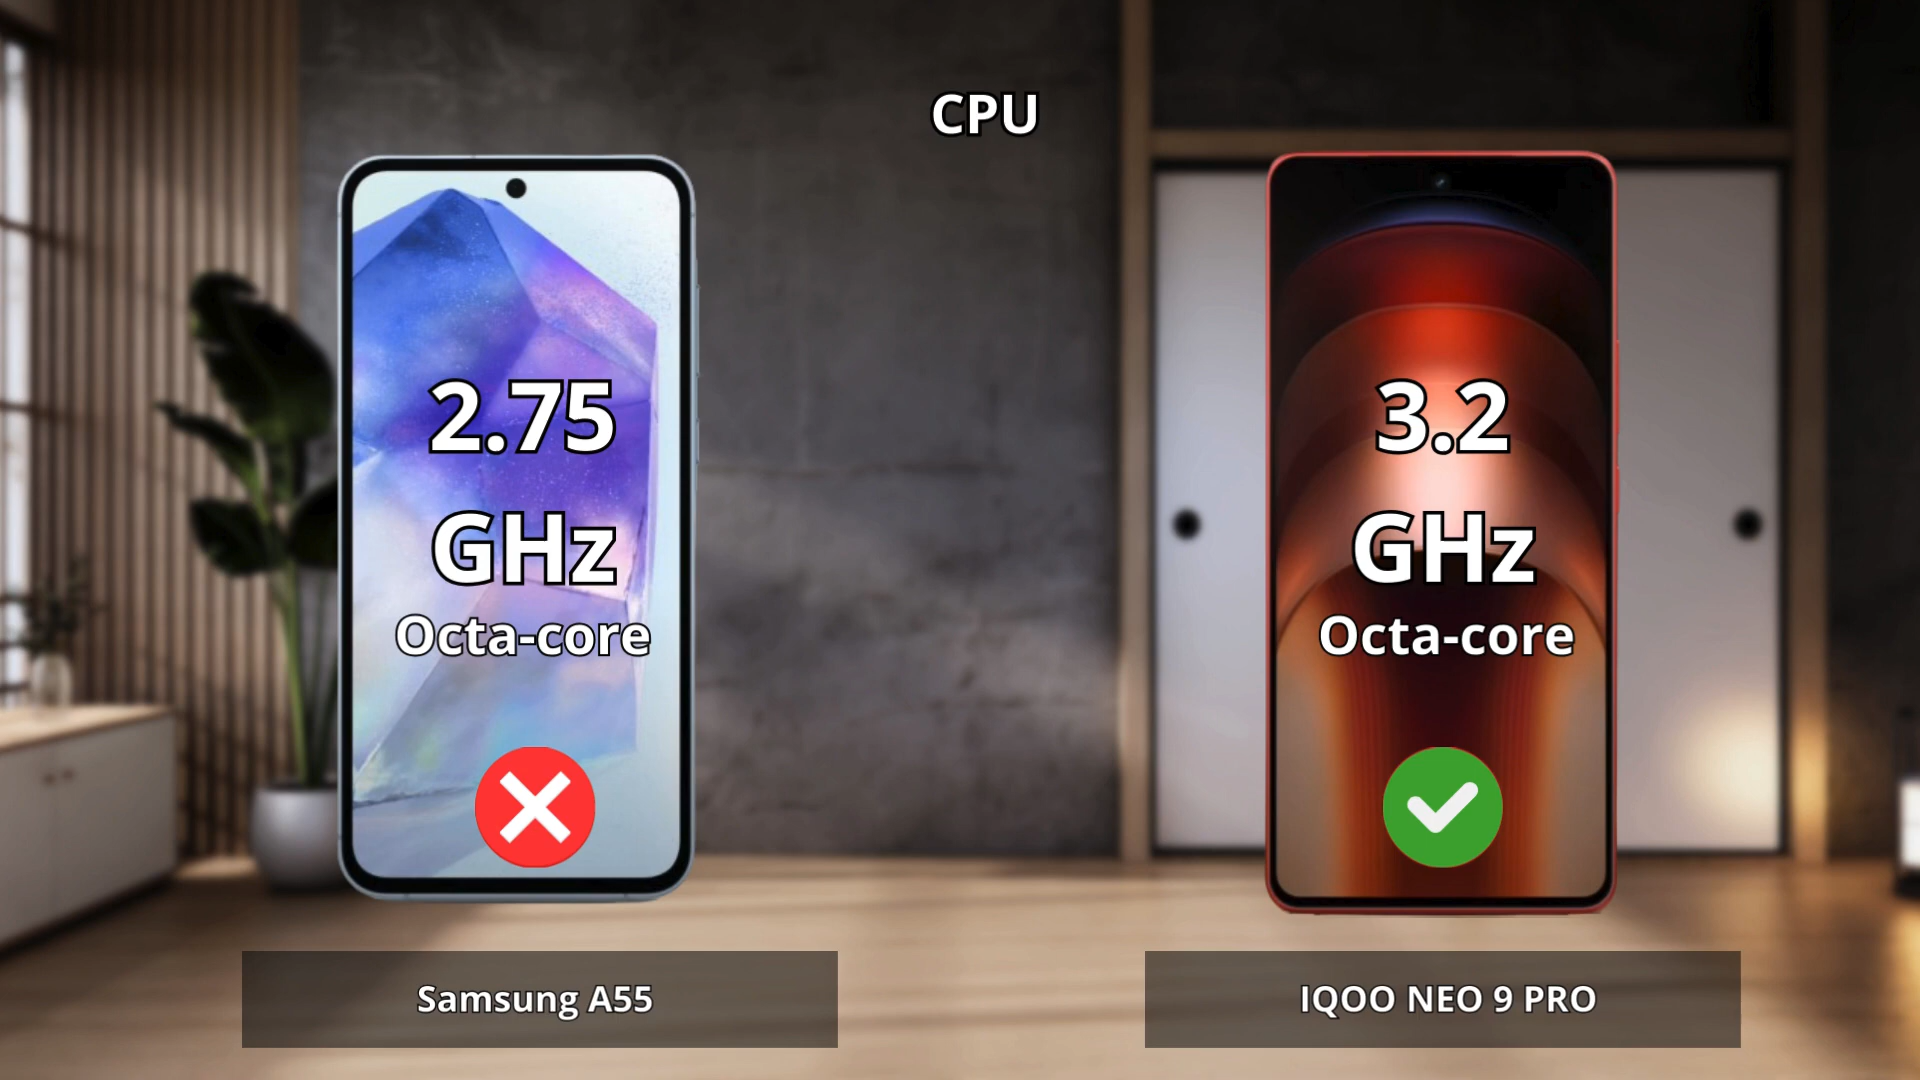 CPU
2.75
GHz
Octa-core
3.2
GHz
Octa-core
Samsung A55
IQOO NEO 9 PRO